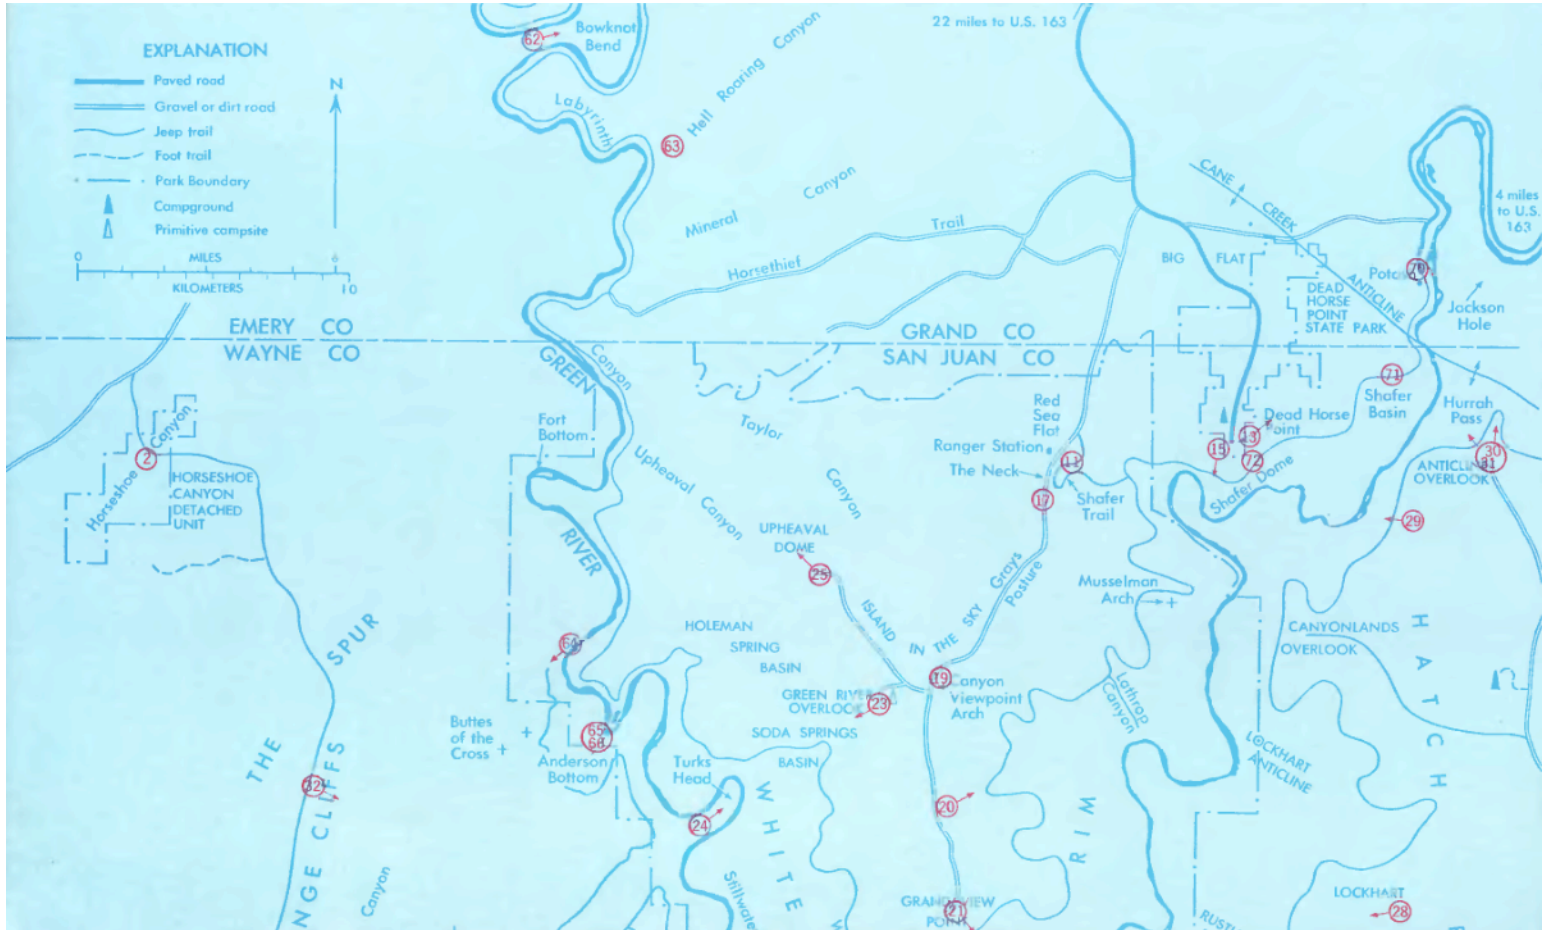 EXPLANATION
Paved road
Gravel or dirt road
Jeep trail
Foot trail
Park Boundary
Campground
Primitive campsite
N
0 MILES 6
KILOMETERS 10
62
Bowknot
Bend
Labyrinth
63
Hell Roaring Canyon
22 miles to U.S. 163
Mineral Canyon
Horsethief Trail
CANE CREEK ANTICLINE
4 miles
to U.S.
163
BIG FLAT
70
DEAD
HORSE
POINT
STATE PARK
Jackson
Hole
EMERY CO
WAYNE CO
GRAND CO
SAN JUAN CO
GREEN
RIVER
Canyon
71
Shafer
Basin
Hurrah
Pass
Horseshoe Canyon
2
HORSESHOE
CANYON
DETACHED
UNIT
Fort
Bottom
Upheaval Canyon
Taylor
Canyon
Red
Sea
Flat
Ranger Station
The Neck
11
17
Shafer
Trail
Dead Horse
Point
13
15
72
Shafer Dome
30
31
ANTICLINE
OVERLOOK
29
UPHEAVAL
DOME
25
ISLAND IN THE SKY
Grays
Pasture
Musselman
Arch
CANYONLANDS
OVERLOOK
HATCH
HOLEMAN
SPRING
BASIN
64
THE SPUR
GREEN RIVER
OVERLOOK
23
19
Canyon
Viewpoint
Arch
Lathrop
Canyon
SODA SPRINGS
BASIN
65
66
Anderson
Bottom
Buttes
of the
Cross
Turks
Head
24
LOCKHART
ANTICLINE
32
NGE CLIFFS
Canyon
WHITE
RIM
20
GRANDVIEW
POINT
21
Stillwater
LOCKHART
28